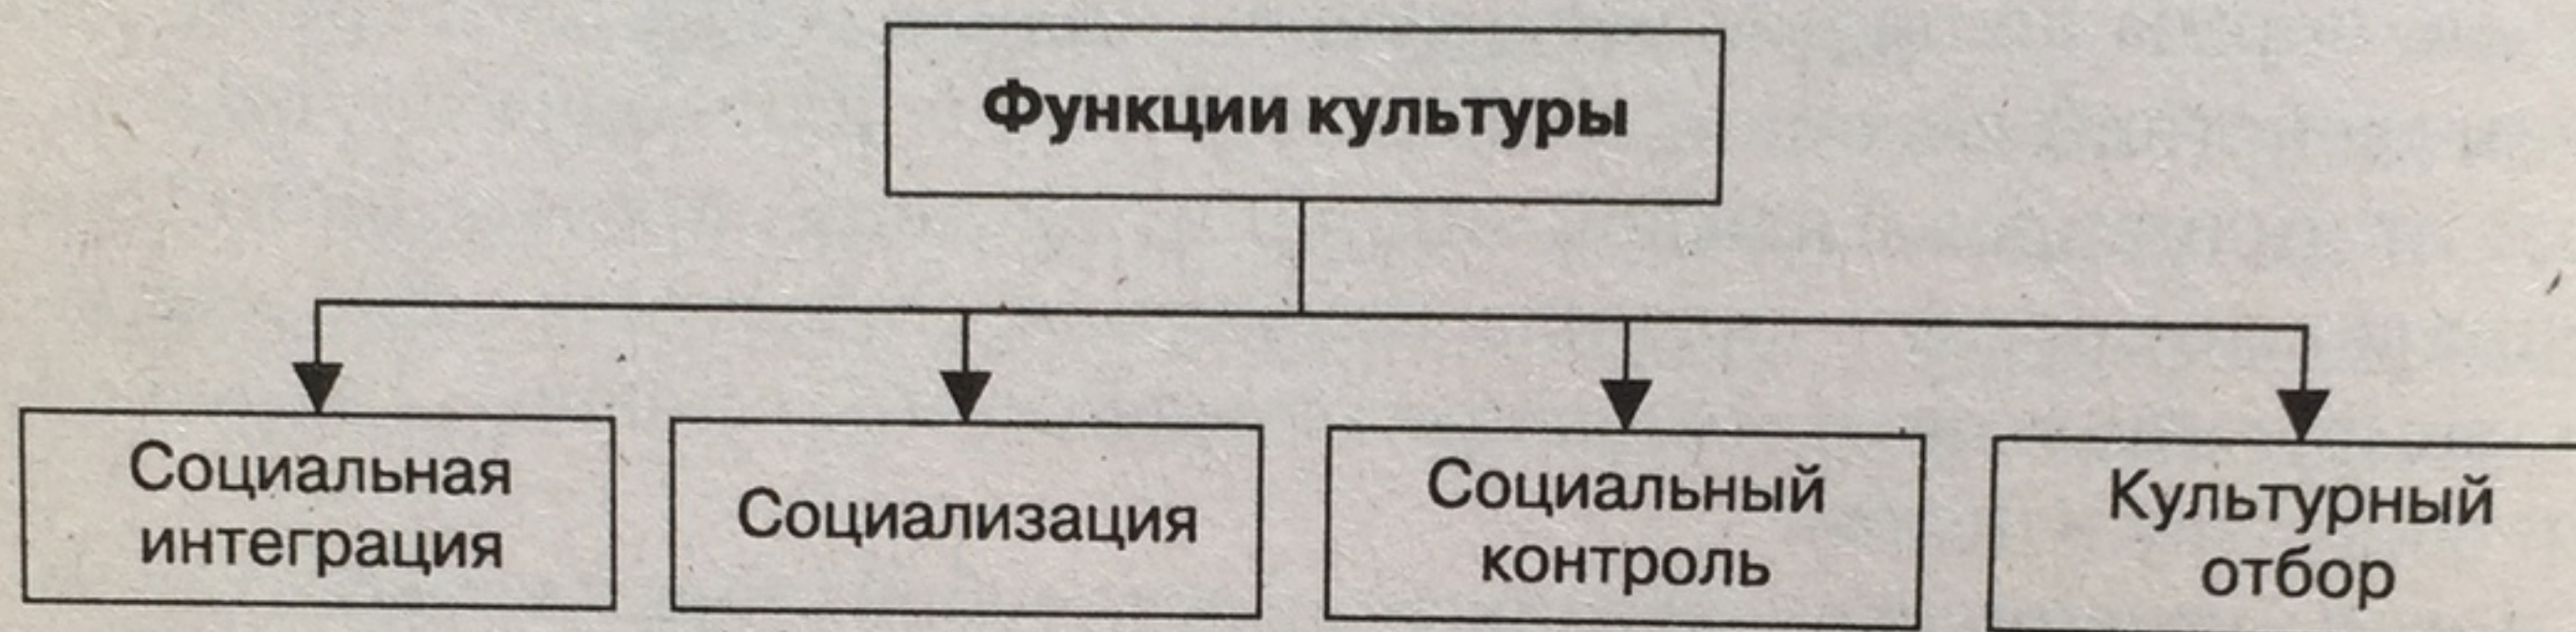 Функции культуры
Социальная
интеграция
Социализация
Социальный
контроль
Культурный
отбор